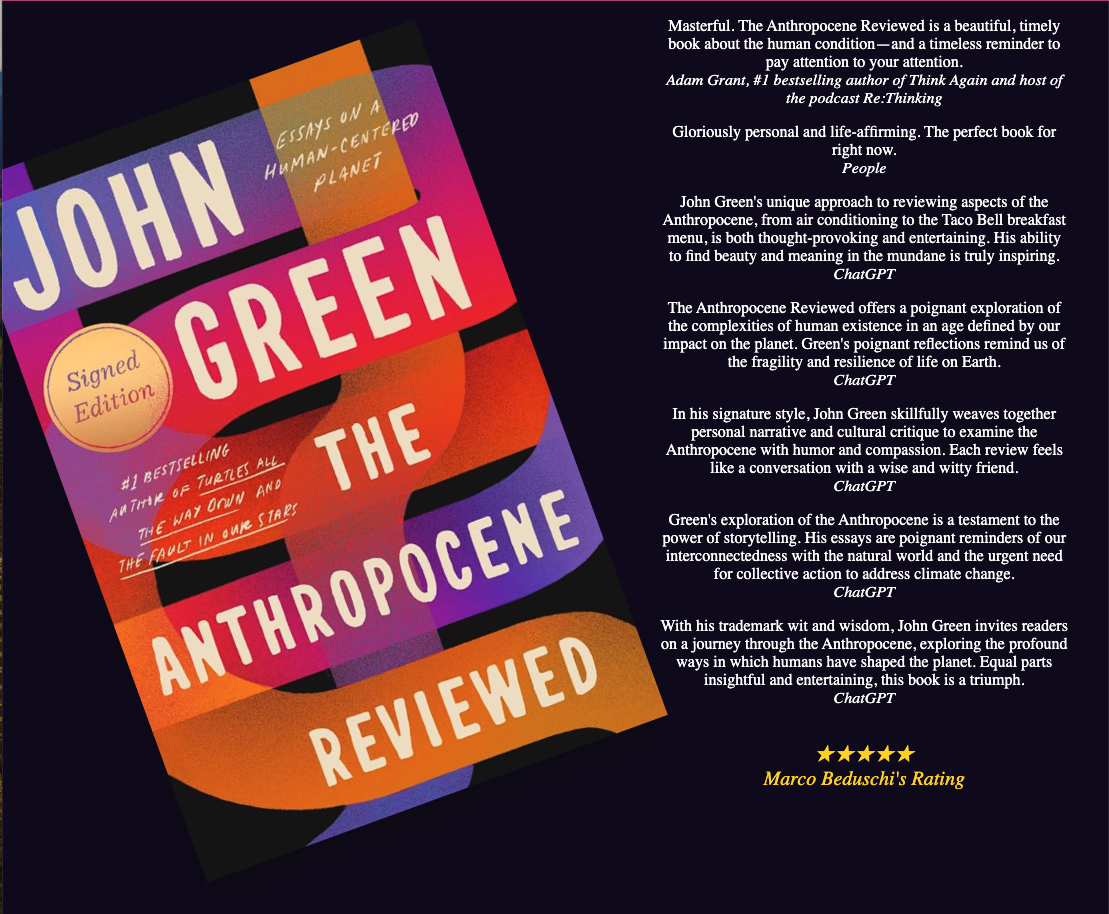 JOHN
GREEN
ESSAYS ON A
HUMAN-CENTERED
PLANET
Signed
Edition
#1 BESTSELLING
AUTHOR OF TURTLES ALL
THE WAY DOWN AND
THE FAULT IN OUR STARS
THE
ANTHROPOCENE
REVIEWED
Masterful. The Anthropocene Reviewed is a beautiful, timely
book about the human condition—and a timeless reminder to
pay attention to your attention.
Adam Grant, #1 bestselling author of Think Again and host of
the podcast Re:Thinking
Gloriously personal and life-affirming. The perfect book for
right now.
People
John Green's unique approach to reviewing aspects of the
Anthropocene, from air conditioning to the Taco Bell breakfast
menu, is both thought-provoking and entertaining. His ability
to find beauty and meaning in the mundane is truly inspiring.
ChatGPT
The Anthropocene Reviewed offers a poignant exploration of
the complexities of human existence in an age defined by our
impact on the planet. Green's poignant reflections remind us of
the fragility and resilience of life on Earth.
ChatGPT
In his signature style, John Green skillfully weaves together
personal narrative and cultural critique to examine the
Anthropocene with humor and compassion. Each review feels
like a conversation with a wise and witty friend.
ChatGPT
Green's exploration of the Anthropocene is a testament to the
power of storytelling. His essays are poignant reminders of our
interconnectedness with the natural world and the urgent need
for collective action to address climate change.
ChatGPT
With his trademark wit and wisdom, John Green invites readers
on a journey through the Anthropocene, exploring the profound
ways in which humans have shaped the planet. Equal parts
insightful and entertaining, this book is a triumph.
ChatGPT
★★★★★
Marco Beduschi's Rating